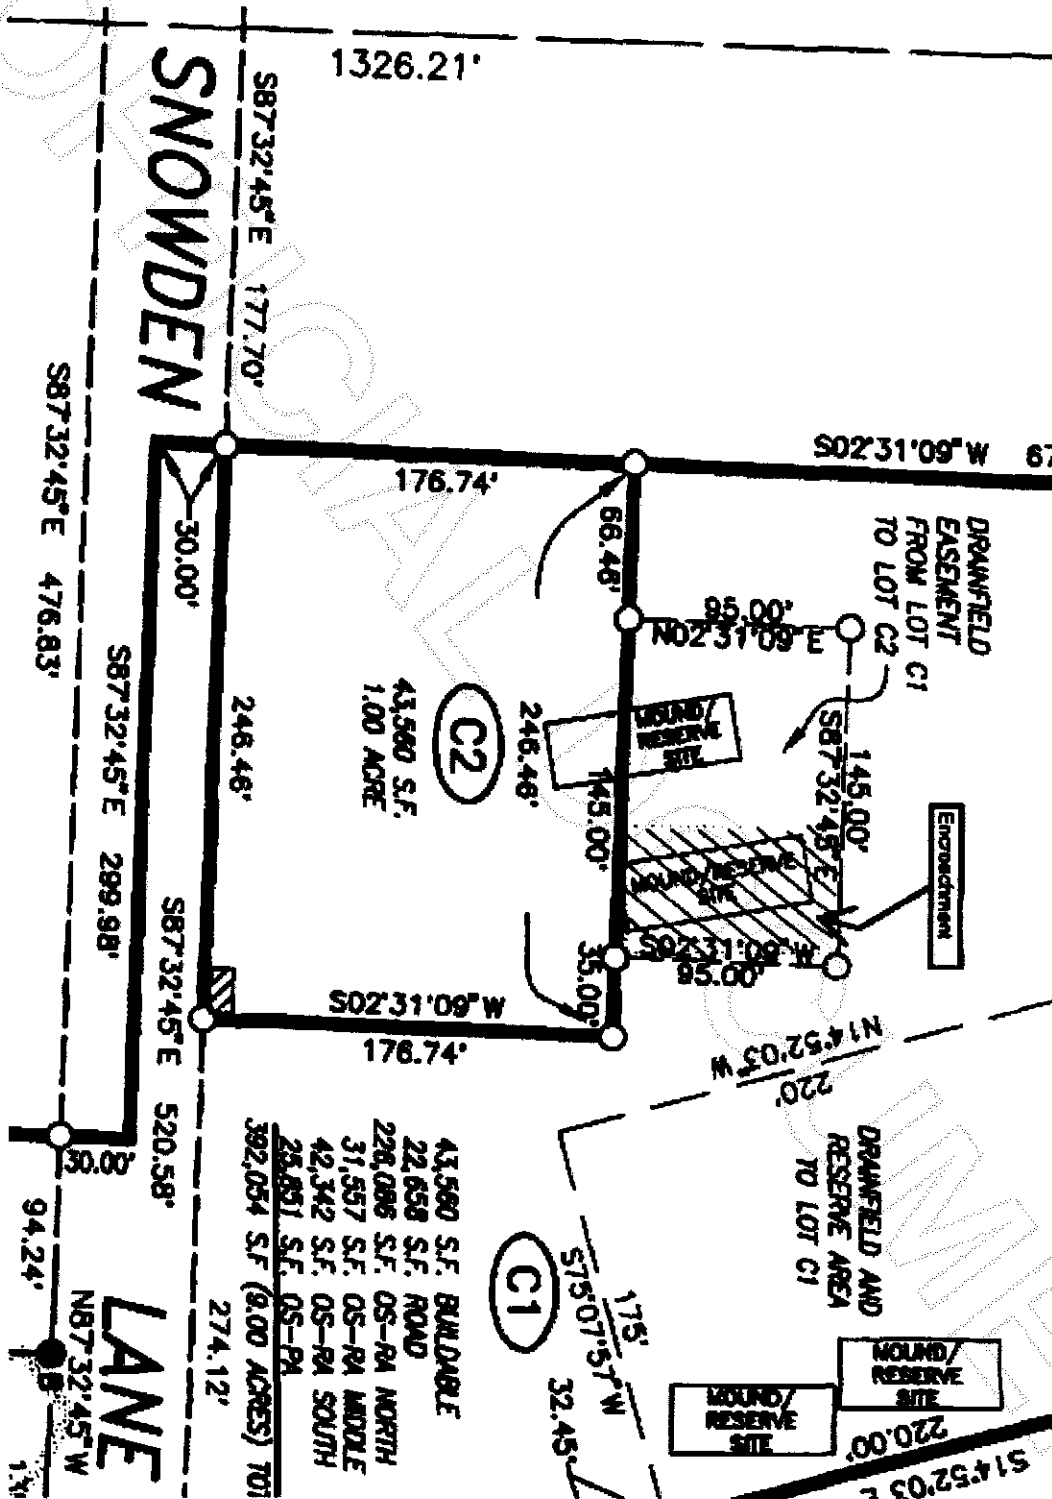 1326.21'
SNOWDEN
S87°32'45"E 177.70'
S87°32'45"E 476.83'
S02°31'09"W 67
176.74'
30.00'
66.46'
DRAINFIELD
EASEMENT
FROM LOT C1
TO LOT C2
95.00'
N02°31'09"E
S87°32'45"E 299.98'
246.46'
43,560 S.F.
1.00 ACRE
C2
246.46'
145.00'
MOUND/
RESERVE
SITE
145.00'
S87°32'45"E
Encroachment
MOUND/RESERVE
SITE
S02°31'09"W
95.00'
35.00'
S02°31'09"W
176.74'
S87°32'45"E 520.58'
N14°52'03"W
220'
30.00'
94.24'
N87°32'45"W
LANE
274.12'
43,560 S.F. BUILDABLE
22,658 S.F. ROAD
226,086 S.F. OS-RA NORTH
31,557 S.F. OS-RA MIDDLE
42,342 S.F. OS-RA SOUTH
25,851 S.F. OS-PA
392,054 S.F (9.00 ACRES) TOT
C1
175'
S75°07'57"W
32.45'
DRAINFIELD AND
RESERVE AREA
TO LOT C1
MOUND/
RESERVE
SITE
MOUND/
RESERVE
SITE
220.00'
S14°52'03"E